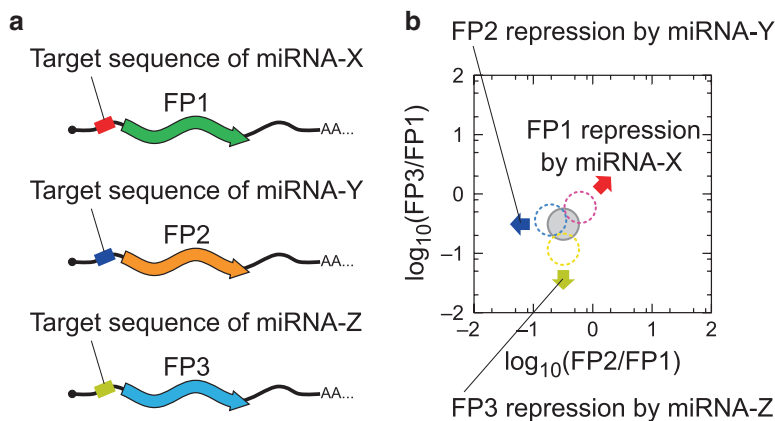 a
Target sequence of miRNA-X
FP1
AA...
Target sequence of miRNA-Y
FP2
AA...
Target sequence of miRNA-Z
FP3
AA...
b
FP2 repression by miRNA-Y
2
1
0
–1
–2
log10(FP3/FP1)
FP1 repression
by miRNA-X
–2 –1 0 1 2
log10(FP2/FP1)
FP3 repression by miRNA-Z